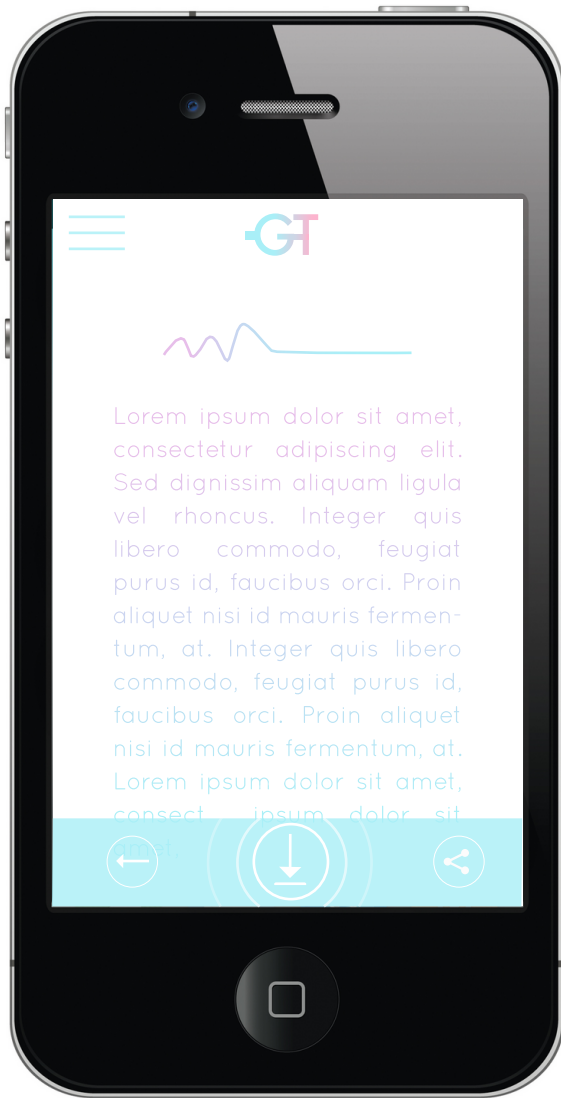 GT
Lorem ipsum dolor sit amet,
consectetur adipiscing elit.
Sed dignissim aliquam ligula
vel rhoncus. Integer quis
libero commodo, feugiat
purus id, faucibus orci. Proin
aliquet nisi id mauris fermen-
tum, at. Integer quis libero
commodo, feugiat purus id,
faucibus orci. Proin aliquet
nisi id mauris fermentum, at.
Lorem ipsum dolor sit amet,
consect ipsum dolor sit
amet,